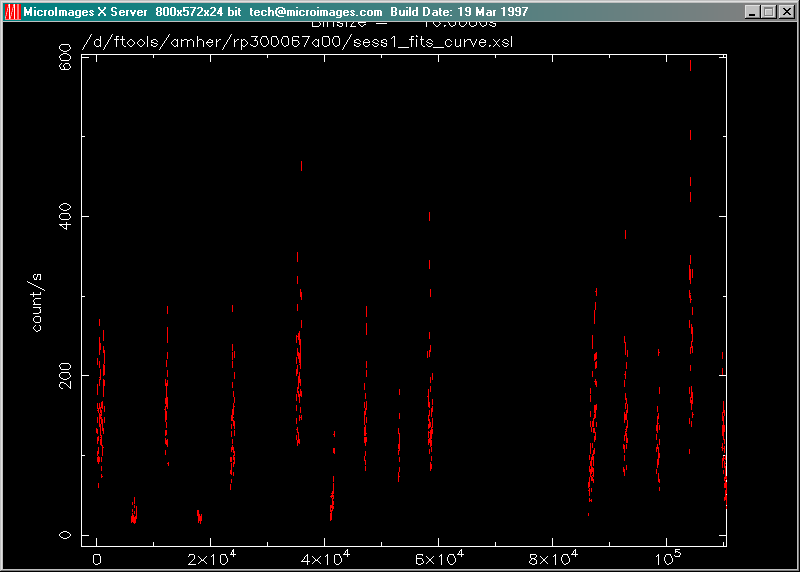 MicroImages X Server 800x572x24 bit tech@microimages.com Build Date: 19 Mar 1997
/d/ftools/amher/rp300067a00/sess1_fits_curve.xsl
600
400
count/s
200
0
0 2×10⁴ 4×10⁴ 6×10⁴ 8×10⁴ 10⁵